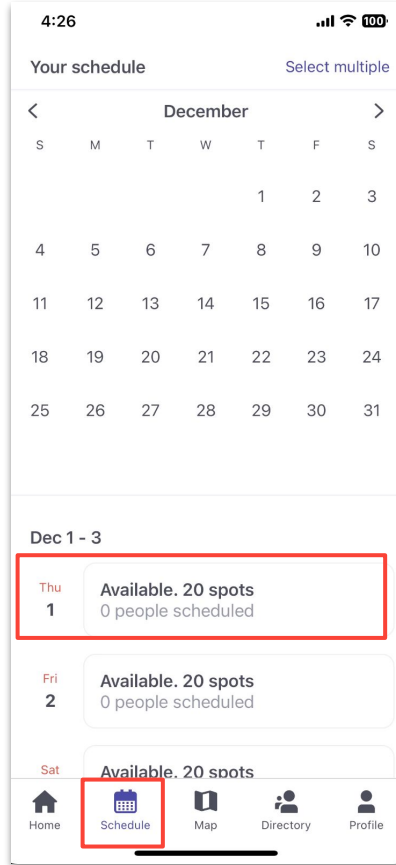 4:26 100
Your schedule Select multiple
< December >
S M T W T F S
1 2 3
4 5 6 7 8 9 10
11 12 13 14 15 16 17
18 19 20 21 22 23 24
25 26 27 28 29 30 31
Dec 1 - 3
Thu Available. 20 spots
1 0 people scheduled
Fri Available. 20 spots
2 0 people scheduled
Sat Available. 20 spots
Home Schedule Map Directory Profile